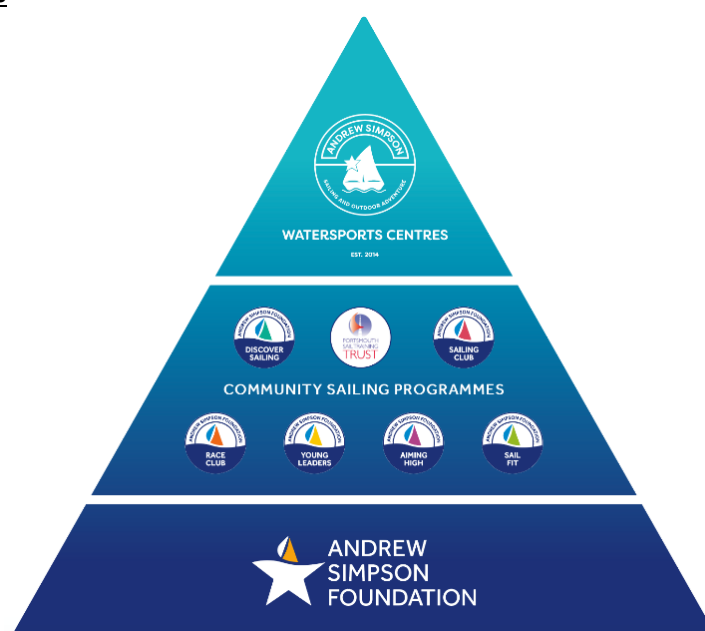 ANDREW SIMPSON
SAILING AND OUTDOOR ADVENTURE
WATERSPORTS CENTRES
EST. 2014
ANDREW SIMPSON FOUNDATION
DISCOVER
SAILING
PORTSMOUTH
SAIL TRAINING
TRUST
ANDREW SIMPSON FOUNDATION
SAILING
CLUB
COMMUNITY SAILING PROGRAMMES
ANDREW SIMPSON FOUNDATION
RACE
CLUB
ANDREW SIMPSON FOUNDATION
YOUNG
LEADERS
ANDREW SIMPSON FOUNDATION
AIMING
HIGH
ANDREW SIMPSON FOUNDATION
SAIL
FIT
ANDREW
SIMPSON
FOUNDATION